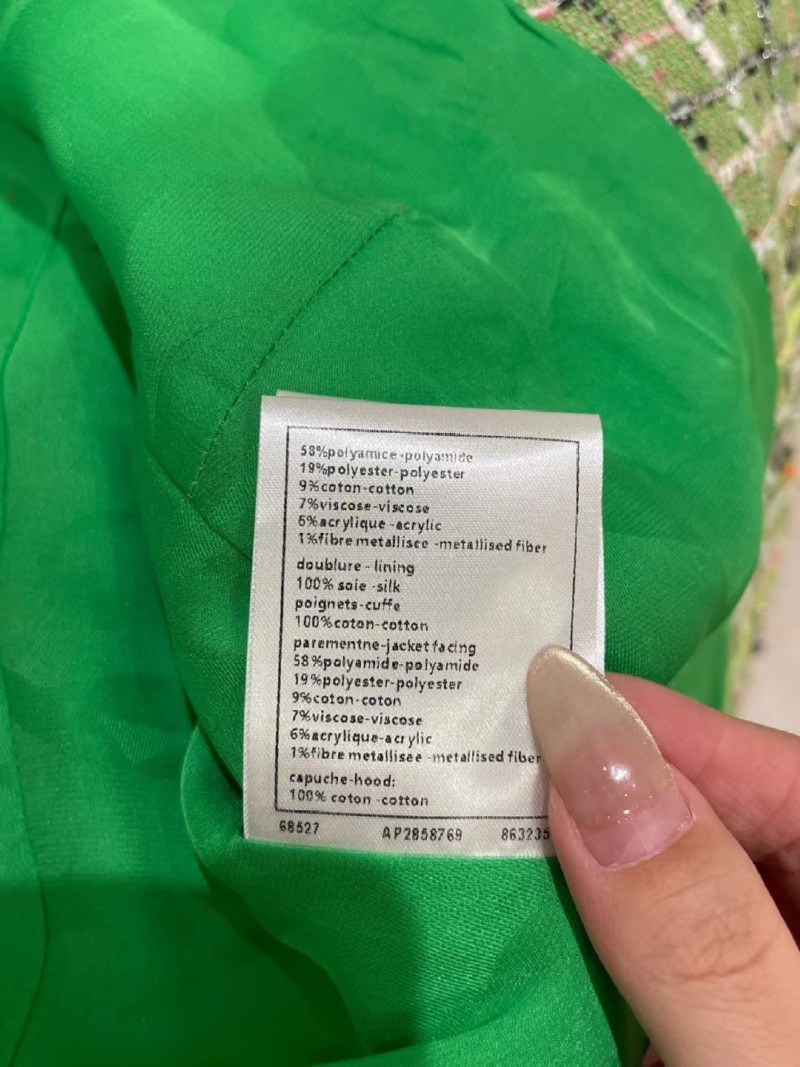 58%polyamice -polyamide
19%polyester-polyester
9%coton-cotton
7%viscose-viscose
6%acrylique -acrylic
1%fibre metallisce -metallised fiber
doublure - lining
100% soie -silk
poignets-cuffe
100%coton-cotton
parementne-jacket facing
58%polyamide-polyamide
19%polyester-polyester
9%coton-coton
7%viscose-viscose
6%acrylique-acrylic
1%fibre metallisee -metallised fiber
capuche-hood:
100% coton -cotton
68527 AP2858769 863235